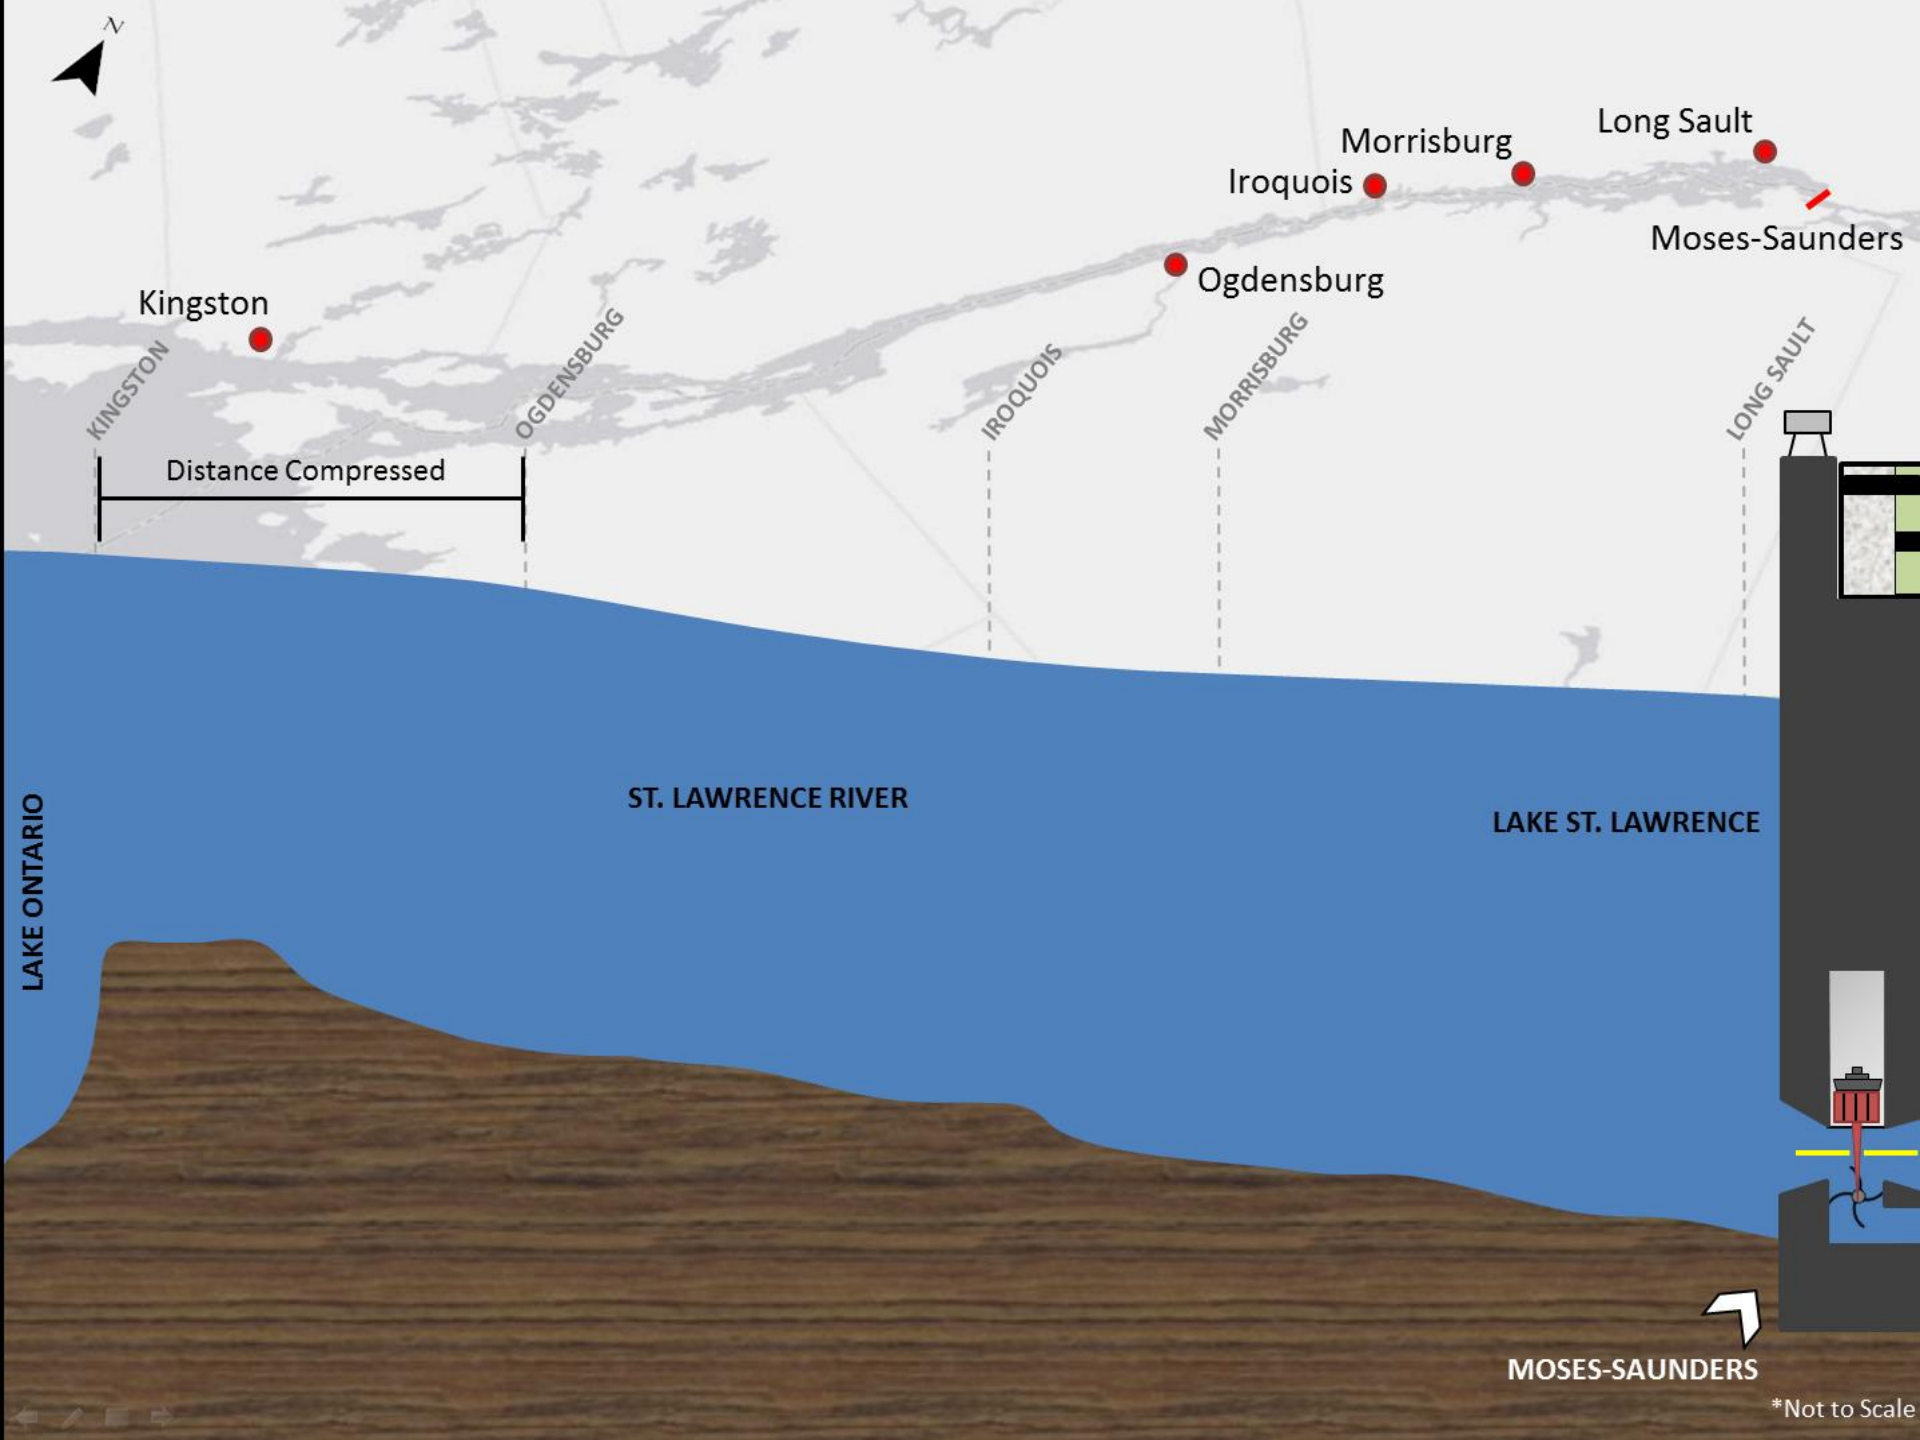 N
Long Sault
Morrisburg
Iroquois
Moses-Saunders
Ogdensburg
Kingston
KINGSTON
OGDENSBURG
IROQUOIS
MORRISBURG
LONG SAULT
Distance Compressed
ST. LAWRENCE RIVER
LAKE ST. LAWRENCE
LAKE ONTARIO
MOSES-SAUNDERS
*Not to Scale